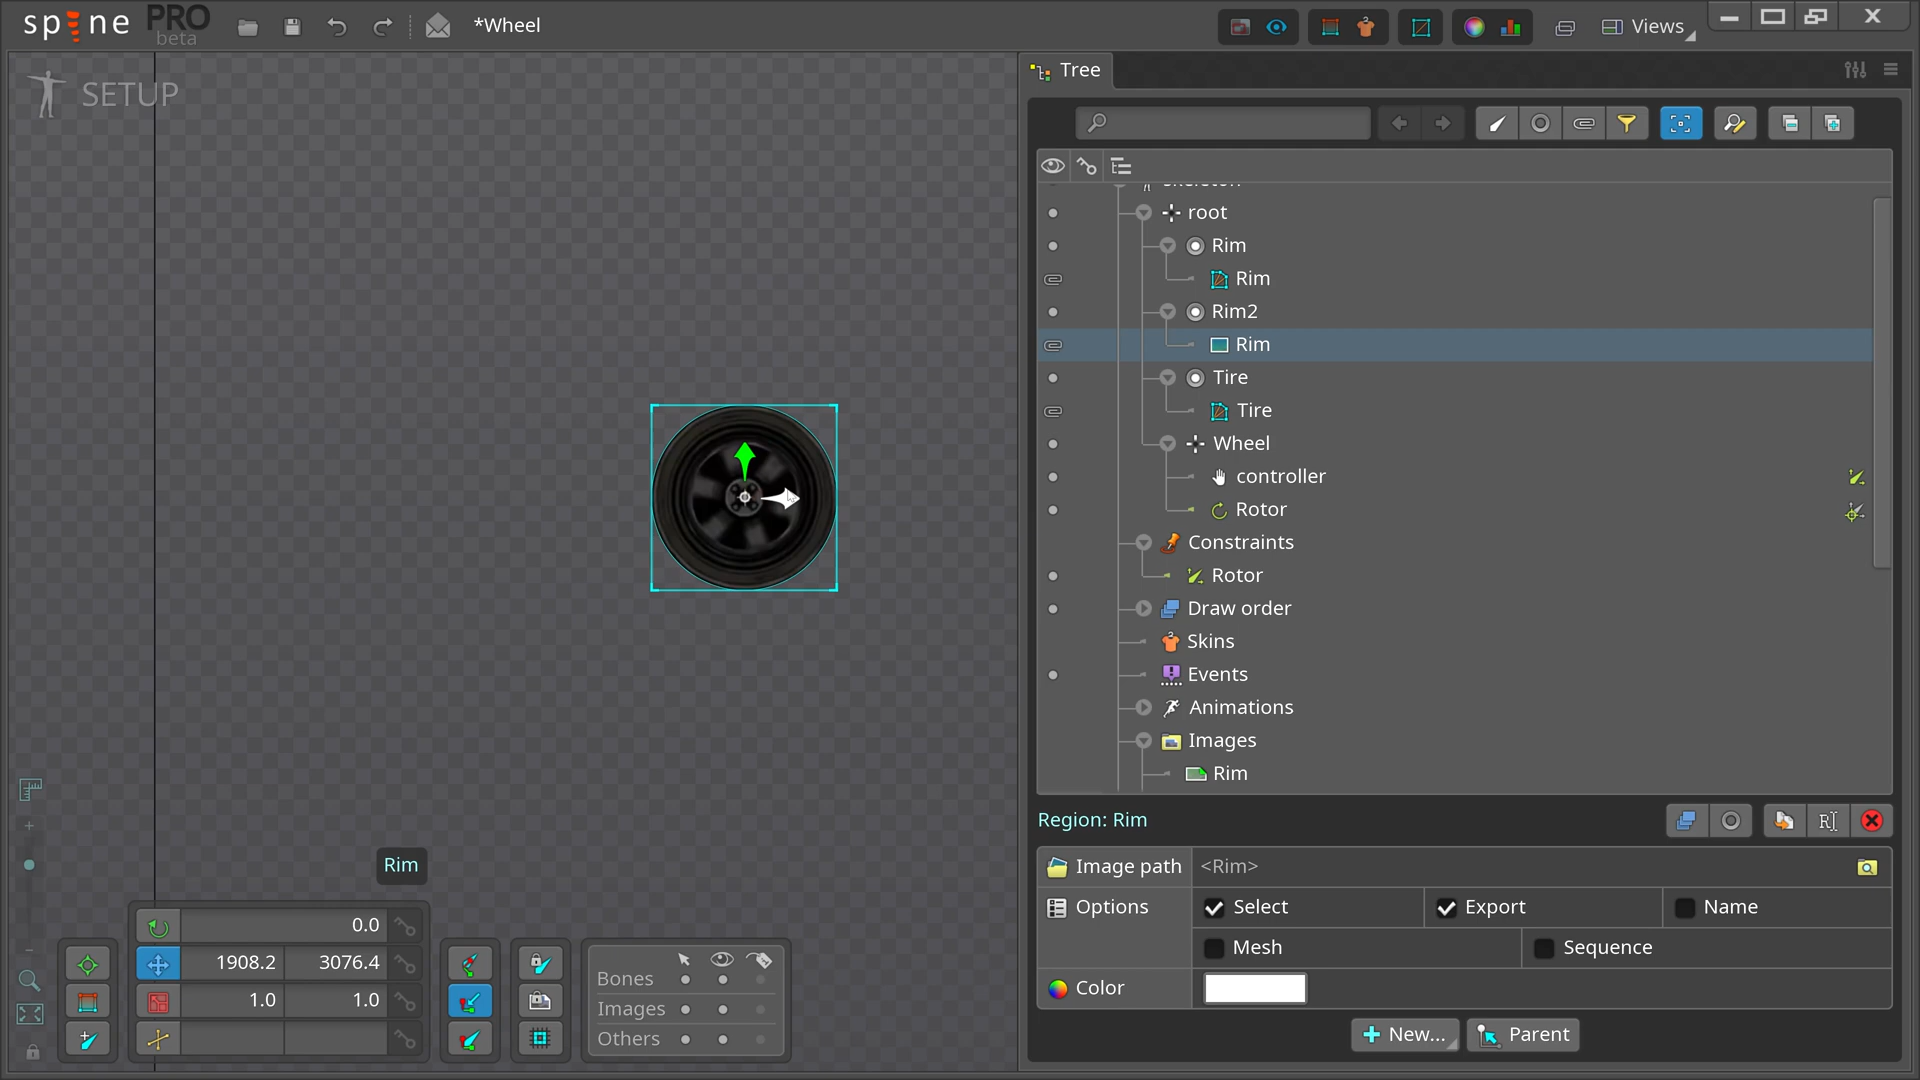 spine PRO
beta
*Wheel
Views
SETUP
Tree
skeleton
root
Rim
Rim
Rim2
Rim
Tire
Tire
Wheel
controller
Rotor
Constraints
Rotor
Draw order
Skins
Events
Animations
Images
Rim
Region: Rim
Image path <Rim>
Options Select Export Name
Mesh Sequence
Color
New... Parent
Rim
0.0
1908.2 3076.4
1.0 1.0
Bones
Images
Others